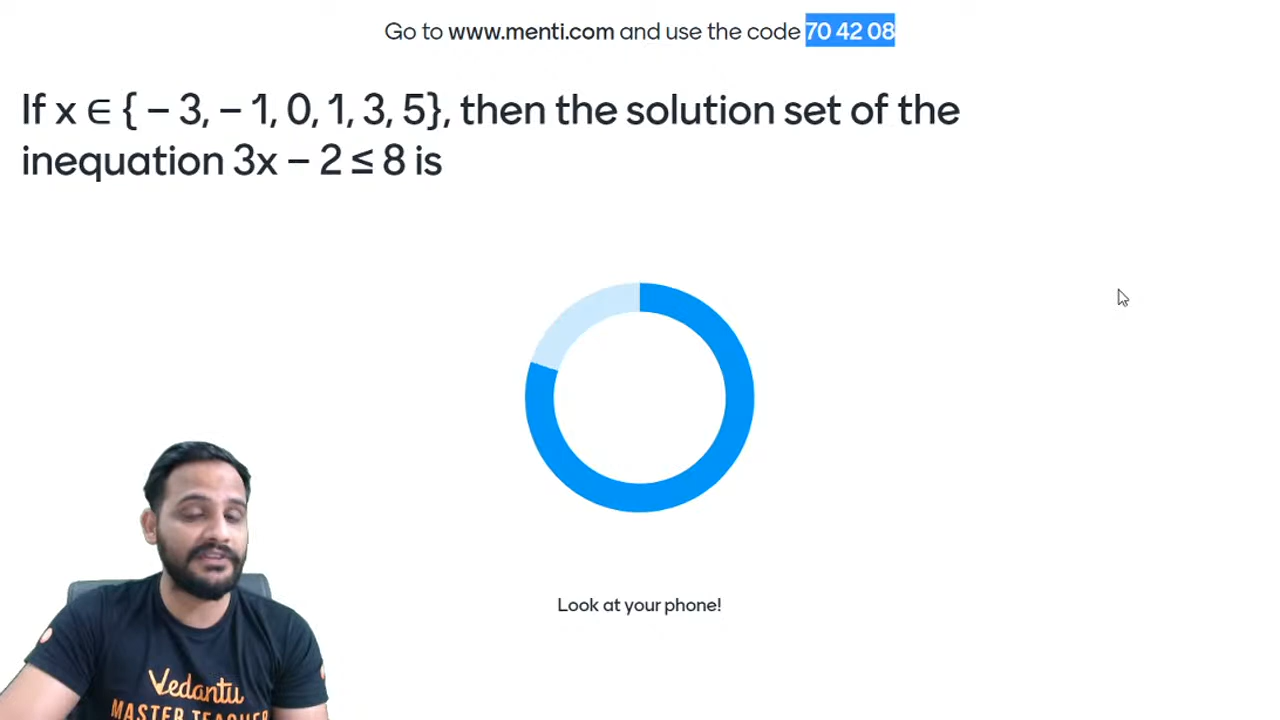 Go to www.menti.com and use the code 70 42 08
If x ∈ { – 3, – 1, 0, 1, 3, 5}, then the solution set of the
inequation 3x – 2 ≤ 8 is
Look at your phone!
Vedantu
MASTER TEACHER